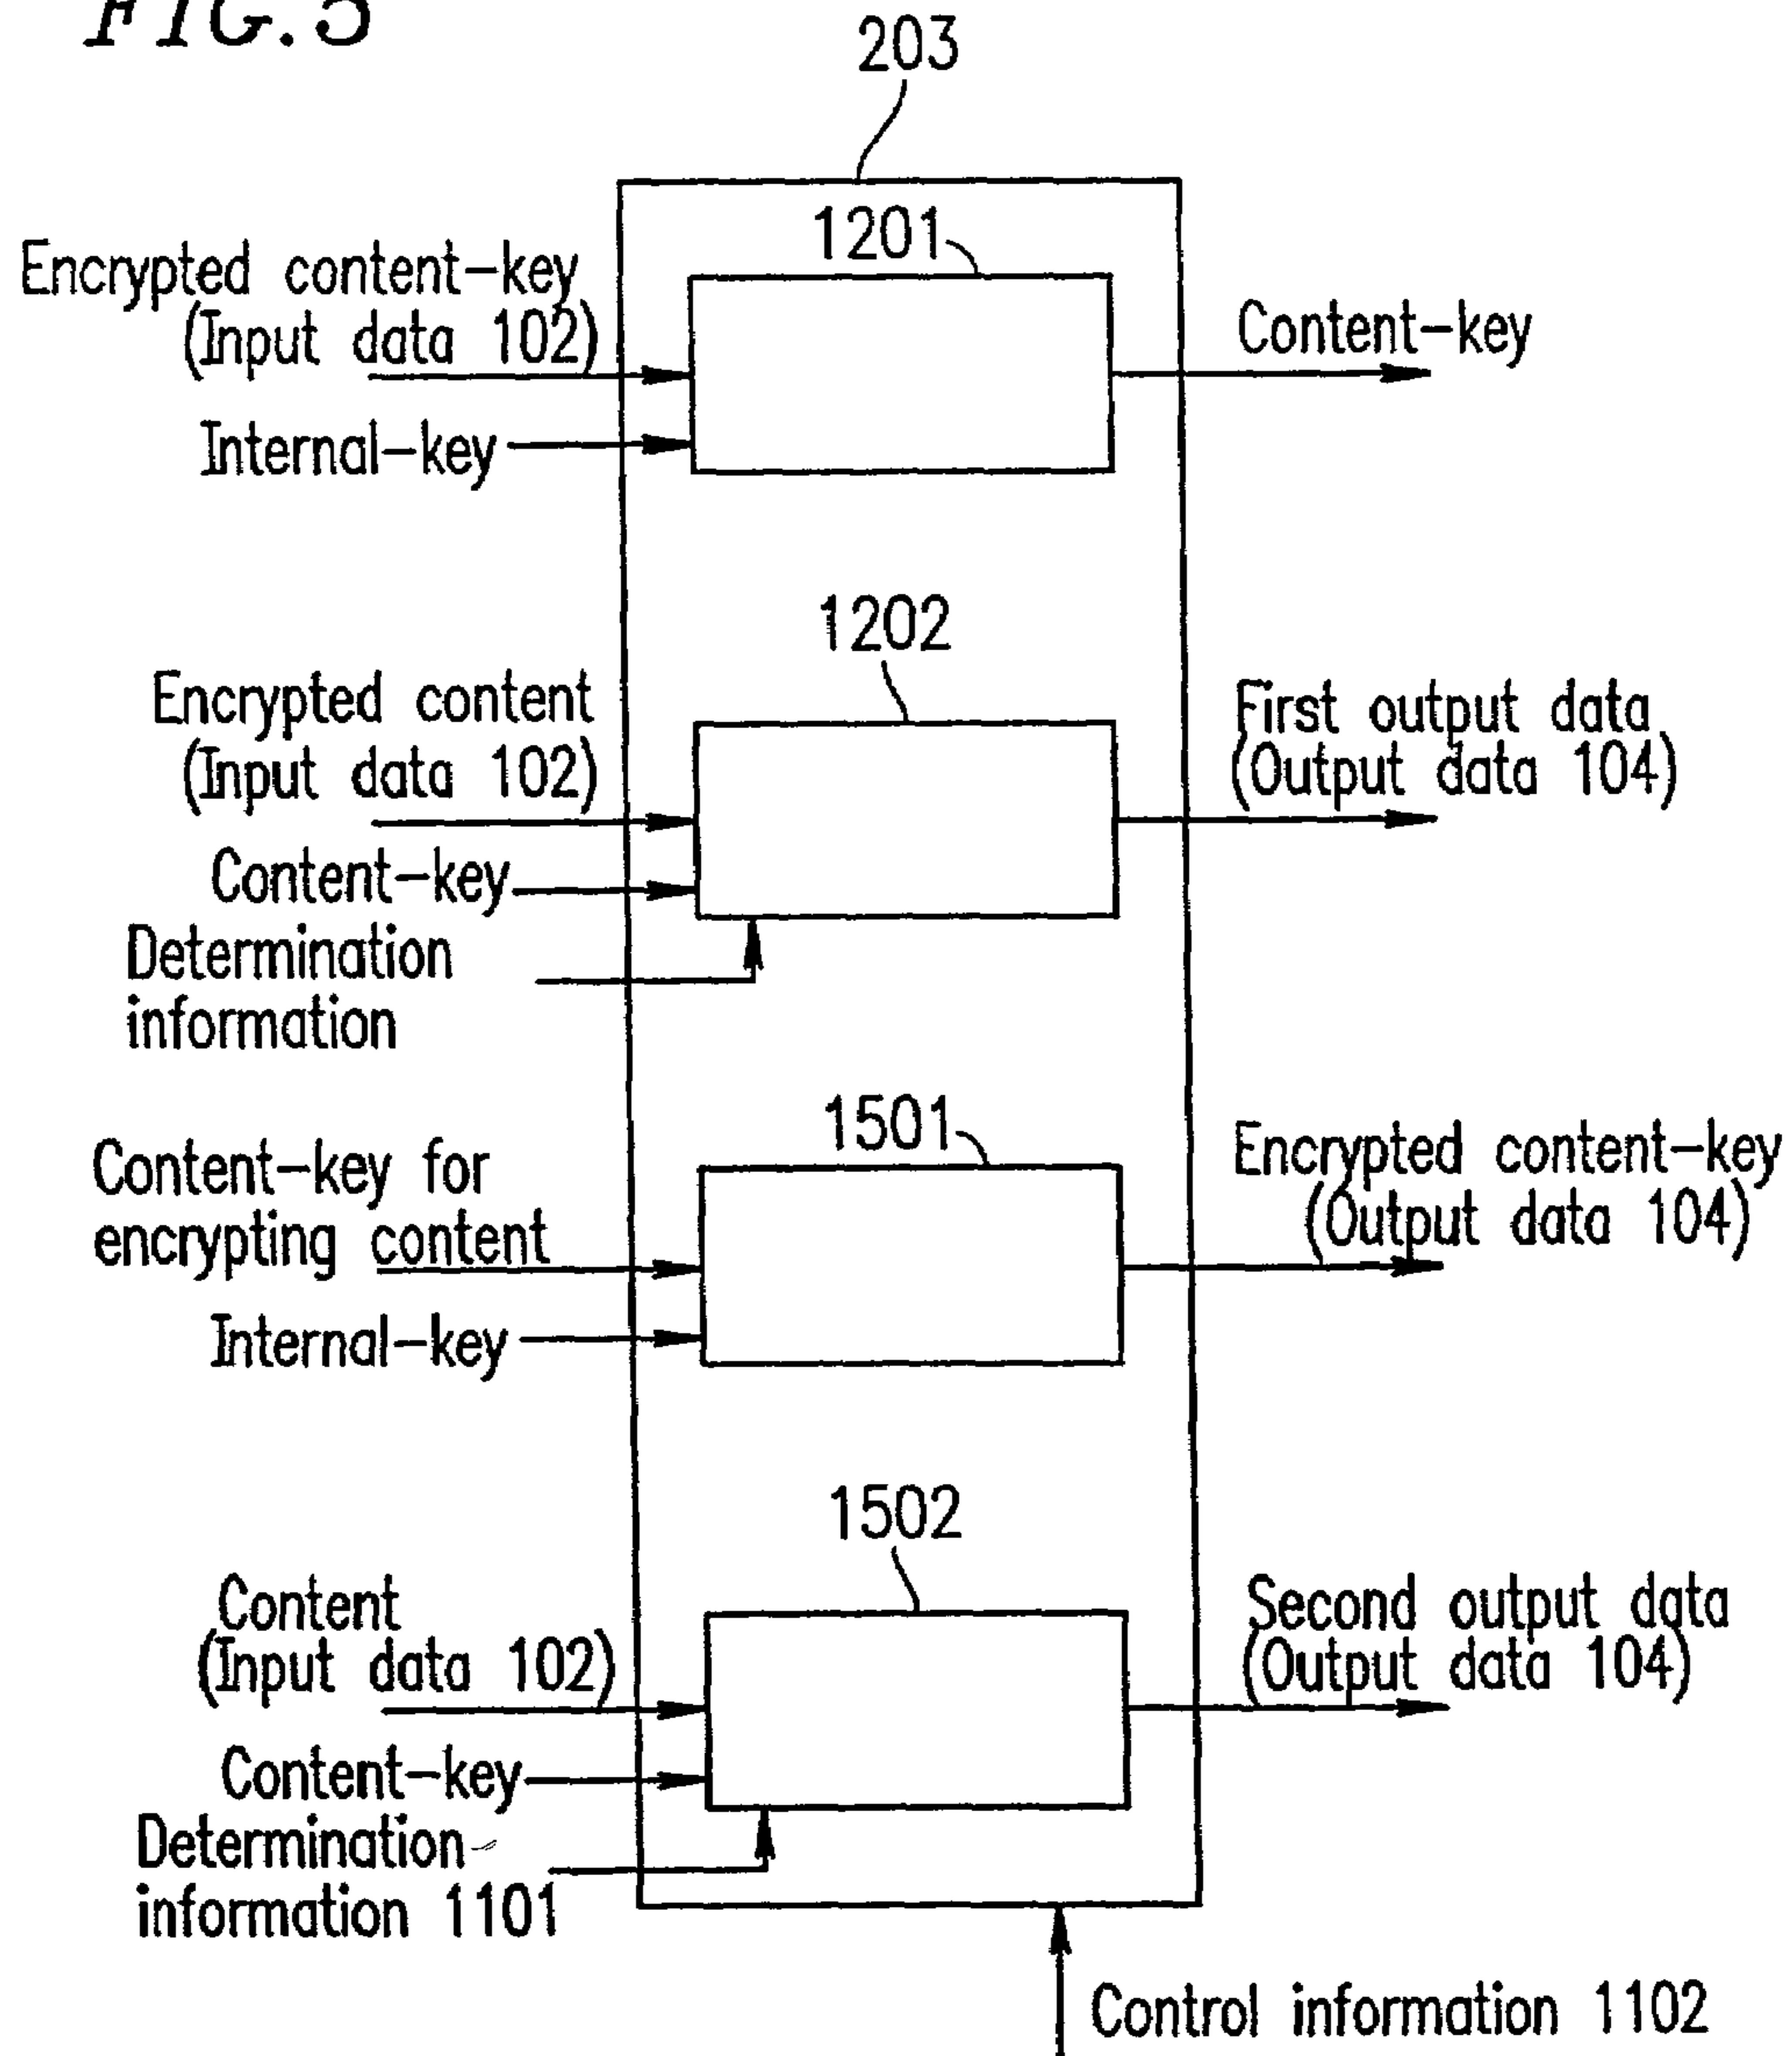 FIG.5
203
1201
Encrypted content-key
(Input data 102)
Internal-key
Content-key
1202
Encrypted content
(Input data 102)
Content-key
Determination
information
First output data
(Output data 104)
1501
Content-key for
encrypting content
Internal-key
Encrypted content-key
(Output data 104)
1502
Content
(Input data 102)
Content-key
Determination
information 1101
Second output data
(Output data 104)
Control information 1102